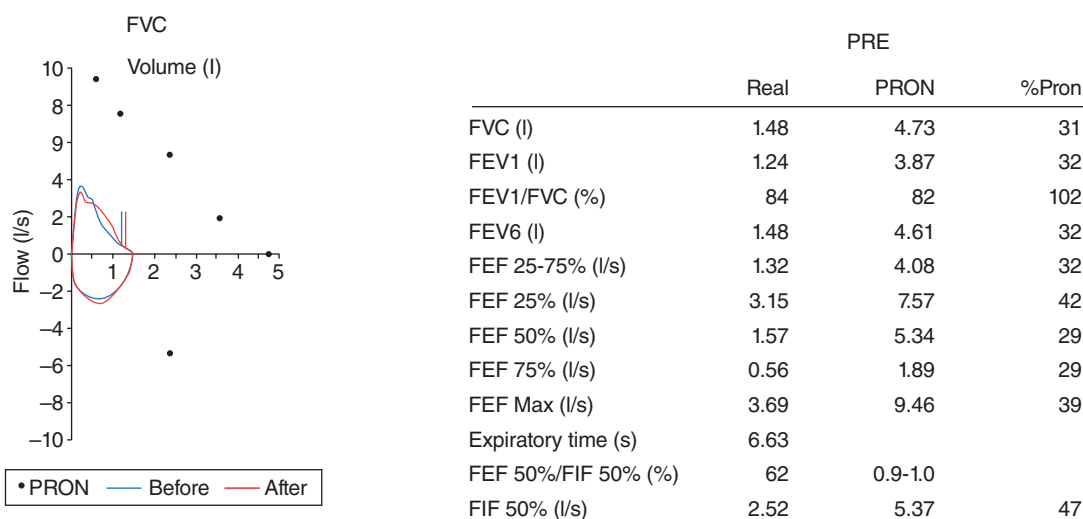 FVC
Volume (l)
10
8
9
4
2
0
−2
−4
−6
−8
−10
Flow (l/s)
1 2 3 4 5
• PRON Before After
PRE
Real PRON %Pron
FVC (l) 1.48 4.73 31
FEV1 (l) 1.24 3.87 32
FEV1/FVC (%) 84 82 102
FEV6 (l) 1.48 4.61 32
FEF 25-75% (l/s) 1.32 4.08 32
FEF 25% (l/s) 3.15 7.57 42
FEF 50% (l/s) 1.57 5.34 29
FEF 75% (l/s) 0.56 1.89 29
FEF Max (l/s) 3.69 9.46 39
Expiratory time (s) 6.63
FEF 50%/FIF 50% (%) 62 0.9-1.0
FIF 50% (l/s) 2.52 5.37 47